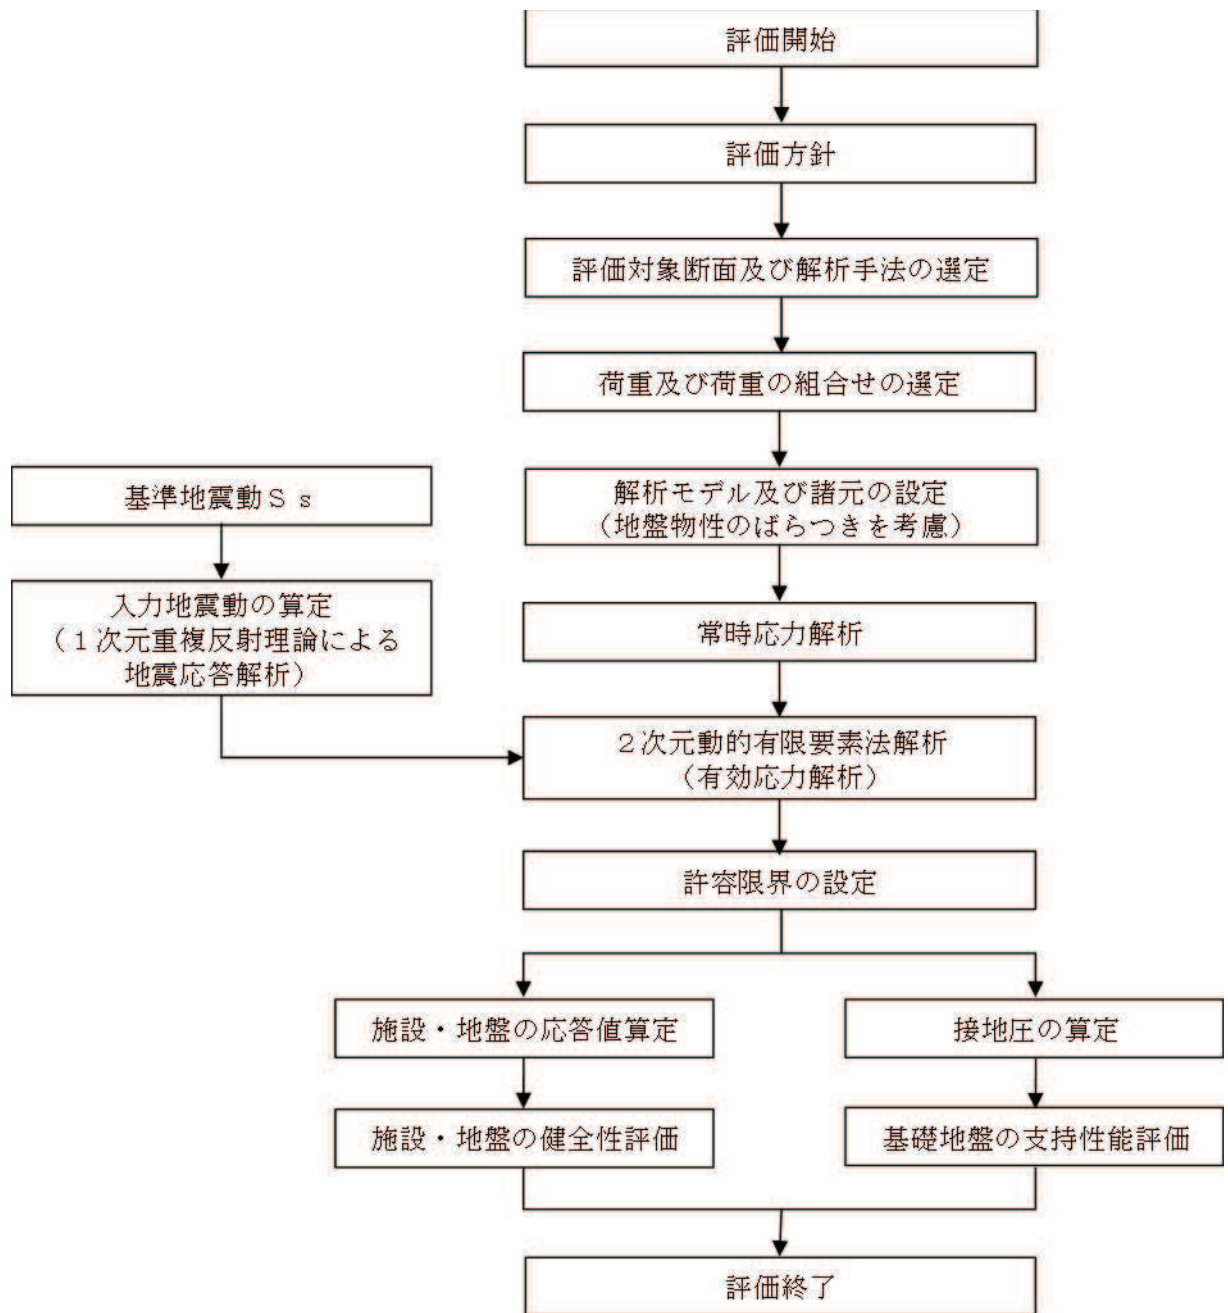 評価開始
評価方針
評価対象断面及び解析手法の選定
荷重及び荷重の組合せの選定
基準地震動Ｓｓ
解析モデル及び諸元の設定
（地盤物性のばらつきを考慮）
入力地震動の算定
（１次元重複反射理論による
地震応答解析）
常時応力解析
２次元動的有限要素法解析
（有効応力解析）
許容限界の設定
施設・地盤の応答値算定
接地圧の算定
施設・地盤の健全性評価
基礎地盤の支持性能評価
評価終了